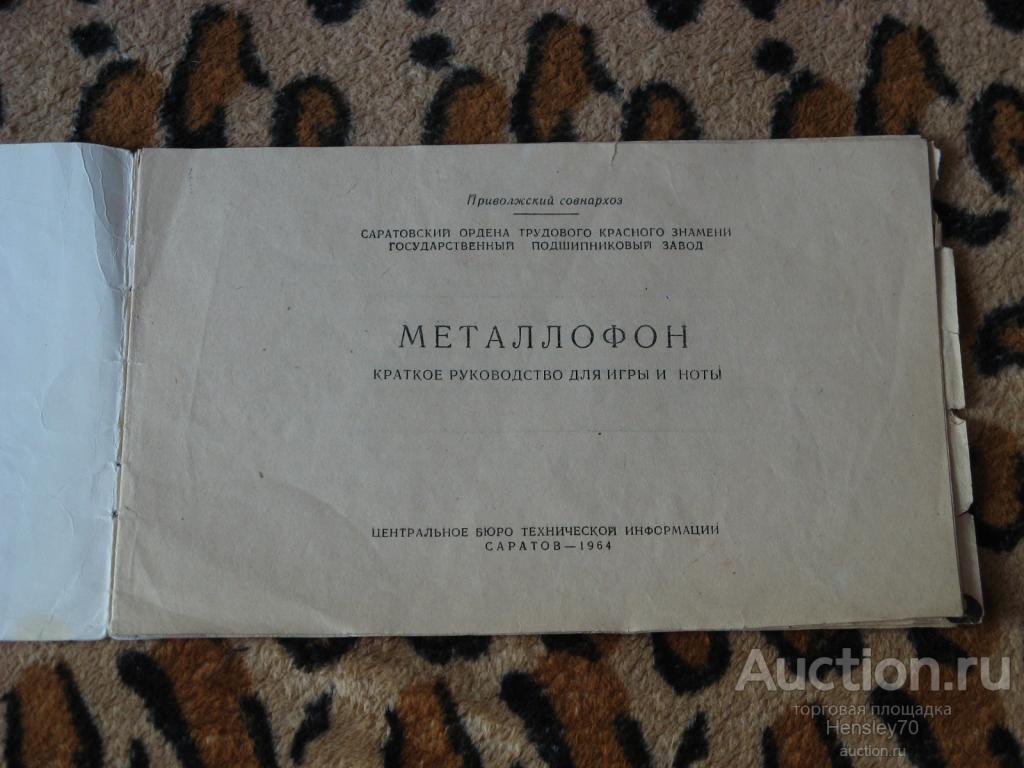 Приволжский совнархоз
САРАТОВСКИЙ ОРДЕНА ТРУДОВОГО КРАСНОГО ЗНАМЕНИ
ГОСУДАРСТВЕННЫЙ ПОДШИПНИКОВЫЙ ЗАВОД
МЕТАЛЛОФОН
КРАТКОЕ РУКОВОДСТВО ДЛЯ ИГРЫ И НОТЫ
ЦЕНТРАЛЬНОЕ БЮРО ТЕХНИЧЕСКОЙ ИНФОРМАЦИИ
САРАТОВ—1964
Auction.ru
торговая площадка
Hensley70
auction.ru